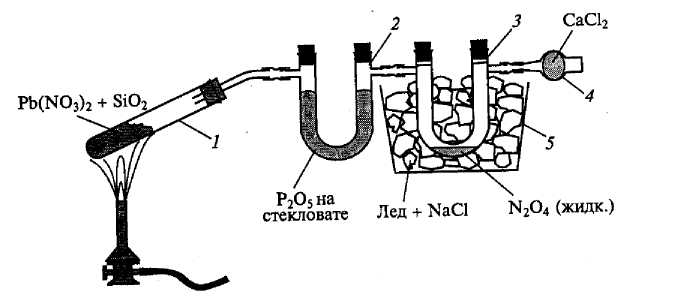 2
3
CaCl₂
4
Pb(NO₃)₂ + SiO₂
1
5
P₂O₅ на
стекловате
Лед + NaCl
N₂O₄ (жидк.)